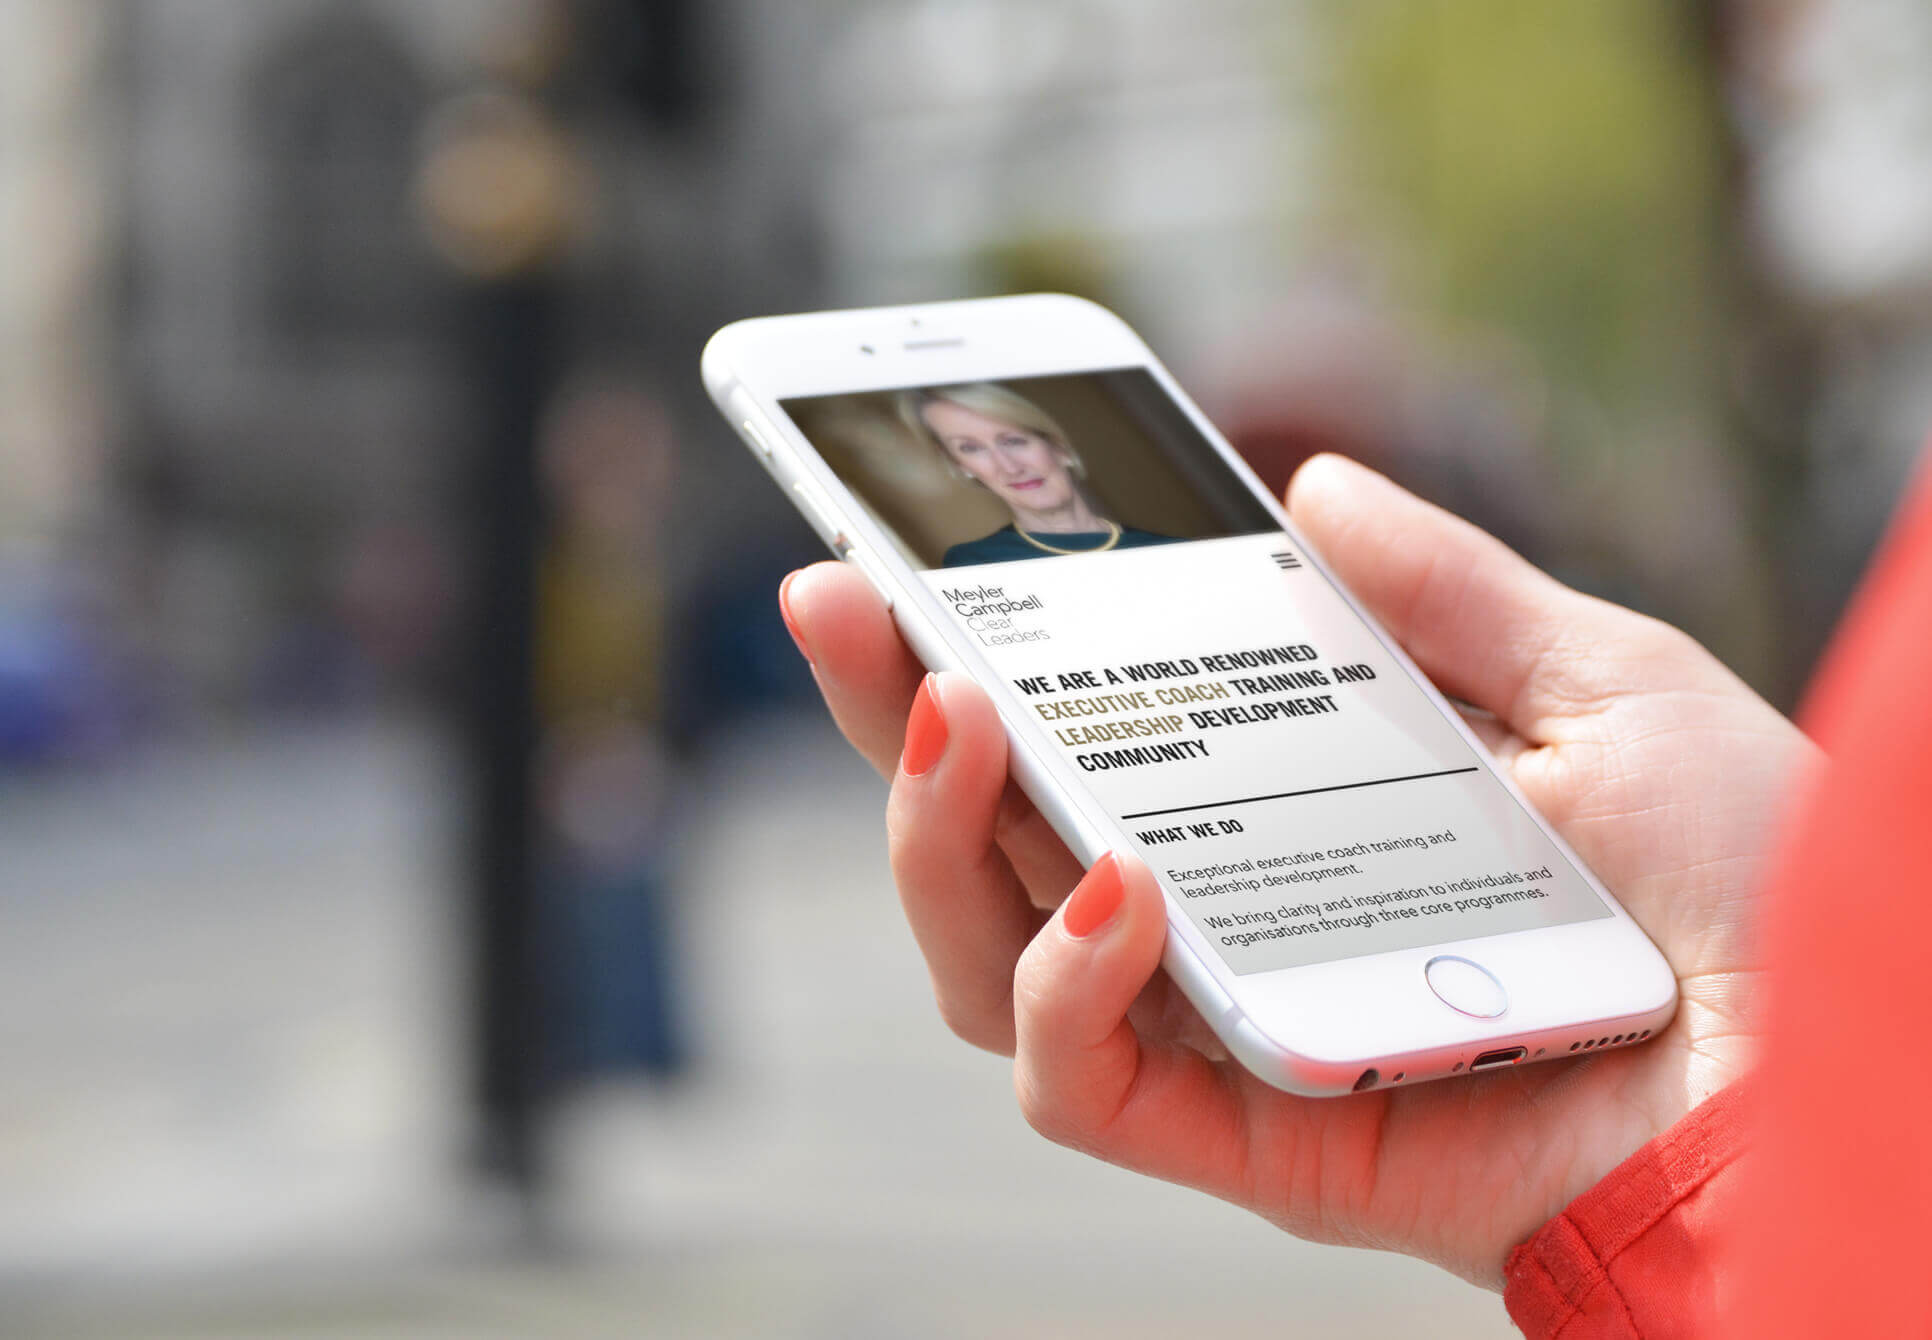 Meyler
Campbell
Clear
Leaders
WE ARE A WORLD RENOWNED
EXECUTIVE COACH TRAINING AND
LEADERSHIP DEVELOPMENT
COMMUNITY
WHAT WE DO
Exceptional executive coach training and
leadership development.
We bring clarity and inspiration to individuals and
organisations through three core programmes.